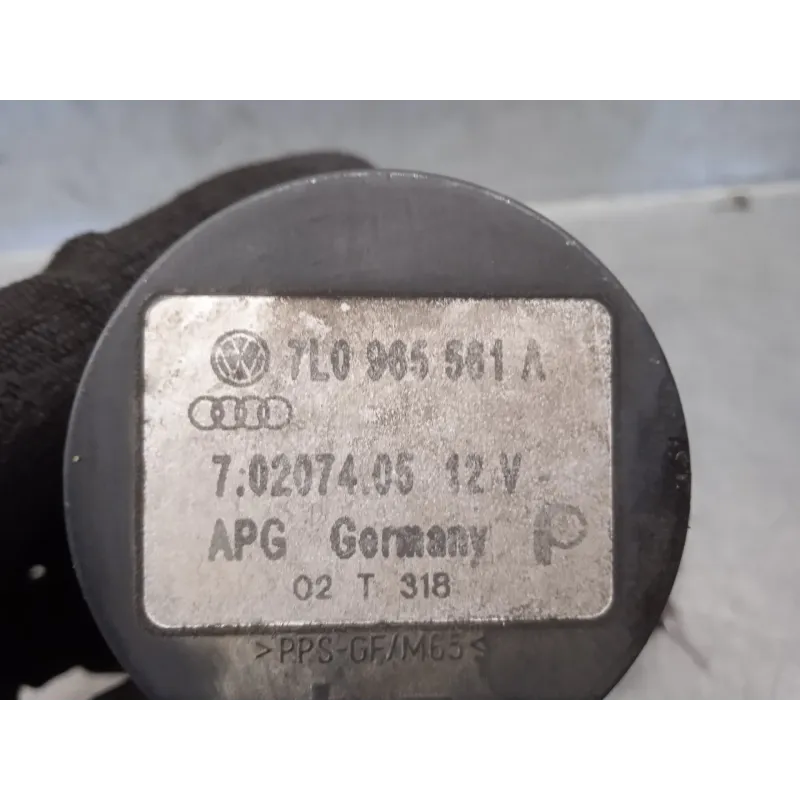 7L0 965 561 A
7.02074.05 12 V
APG Germany
02 T 318
>PPS-GF/M65<